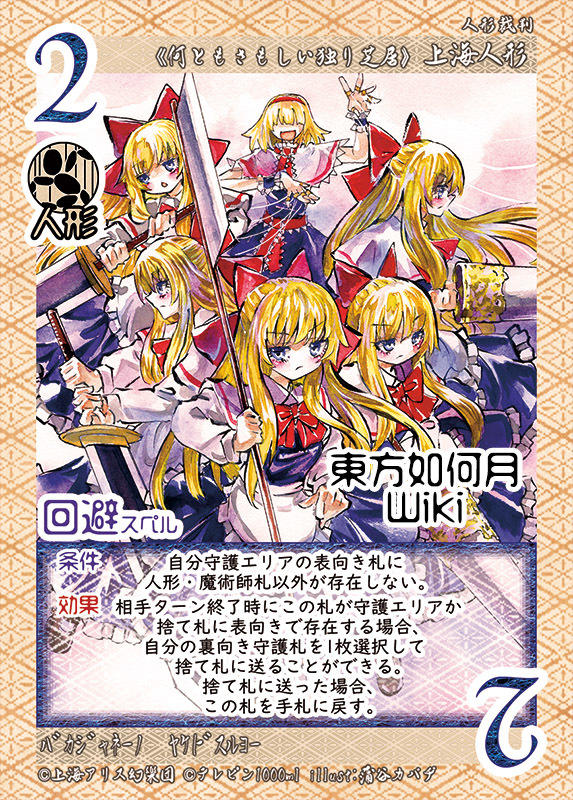 人形裁判
2
《何ともさもしい独り芝居》 上海人形
人形
東方如何月
Wiki
回避スペル
条件
自分守護エリアの表向き札に
人形・魔術師札以外が存在しない。
効果
相手ターン終了時にこの札が守護エリアか
捨て札に表向きで存在する場合、
自分の裏向き守護札を1枚選択して
捨て札に送ることができる。
捨て札に送った場合、
この札を手札に戻す。
2
バカジャネーノ ヤケドスルヨー
©上海アリス幻樂団 ©テレピン1000ml illust:蒲谷カバヂ